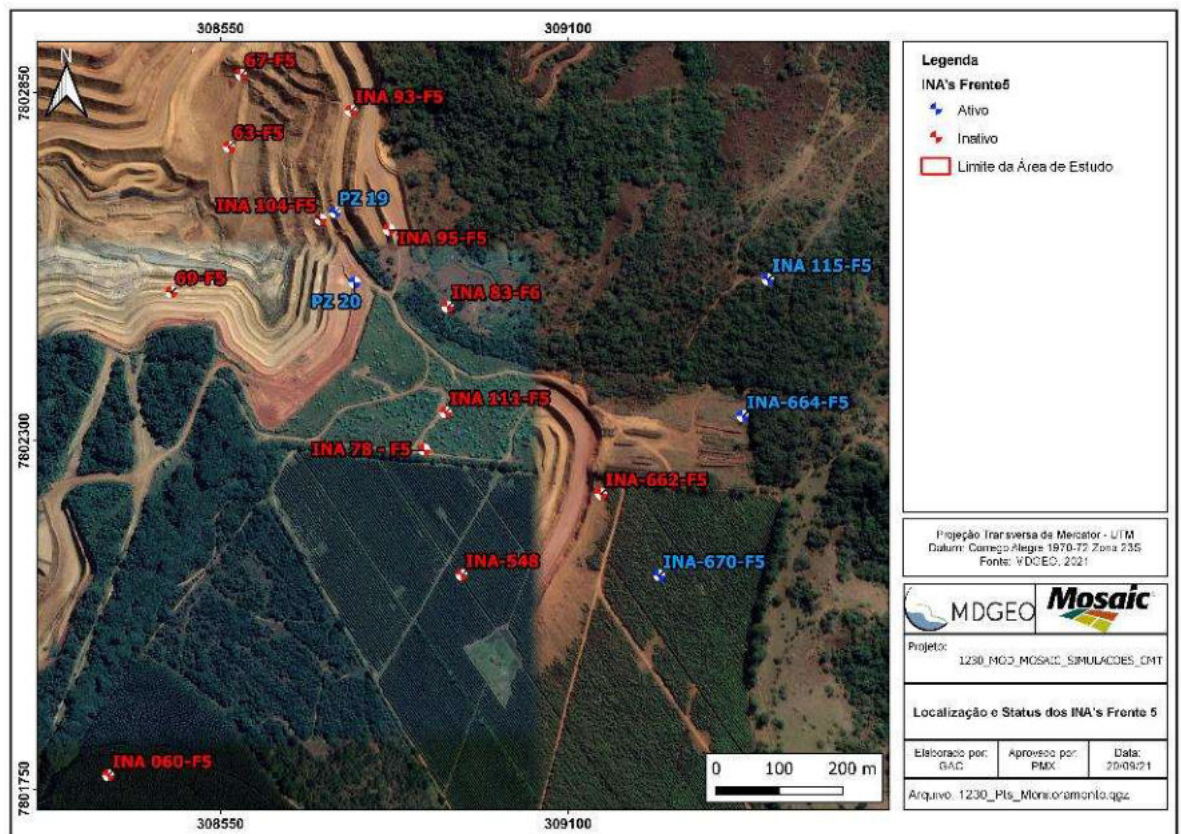 308550
309100
7802850
7802300
7801750
N
67-F5
INA 93-F5
63-F5
INA 104-F5
PZ 19
INA 95-F5
69-F5
PZ 20
INA 83-F6
INA 115-F5
INA 111-F5
INA-664-F5
INA 78 - F5
INA-662-F5
INA-548
INA-670-F5
INA 060-F5
0 100 200 m
308550
309100
Legenda
INA's Frente5
Ativo
Inativo
Limite da Área de Estudo
Projeção Transversa de Mercator - UTM
Datum: Corrego Alegre 1970-72 Zona 23S
Fonte: MDGEO, 2021
MDGEO
Mosaic
Projeto:
1230_MOD_MOSAIC_SIMULACOES_CMT
Localização e Status dos INA's Frente 5
Elaborado por:
GAC
Aprovado por:
PMX
Data:
20/09/21
Arquivo: 1230_Pts_Monitoramento.qgz